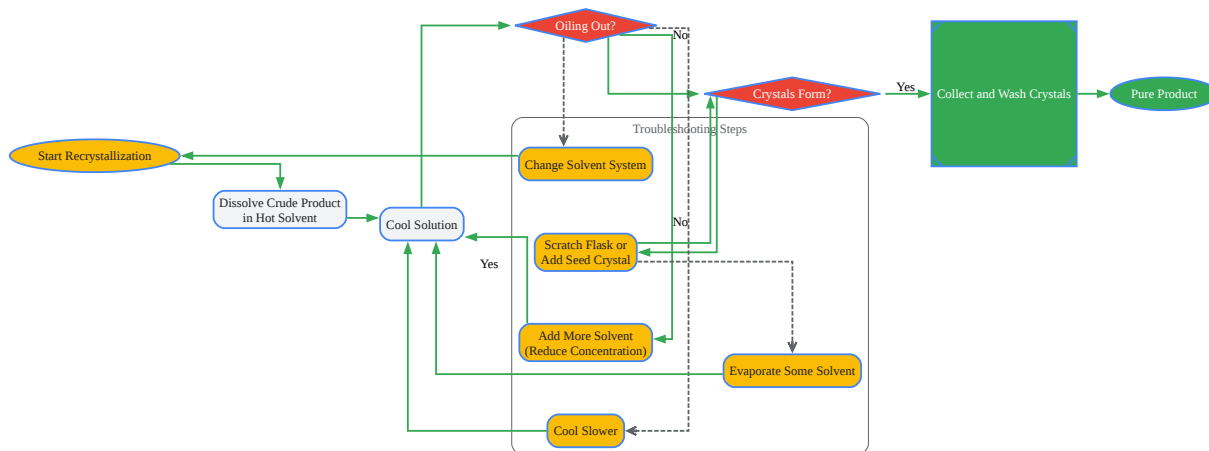 Oiling Out?
No
Crystals Form?
Yes
Collect and Wash Crystals
Pure Product
Troubleshooting Steps
Start Recrystallization
Change Solvent System
Dissolve Crude Product
in Hot Solvent
Cool Solution
No
Scratch Flask or
Add Seed Crystal
Yes
Add More Solvent
(Reduce Concentration)
Evaporate Some Solvent
Cool Slower